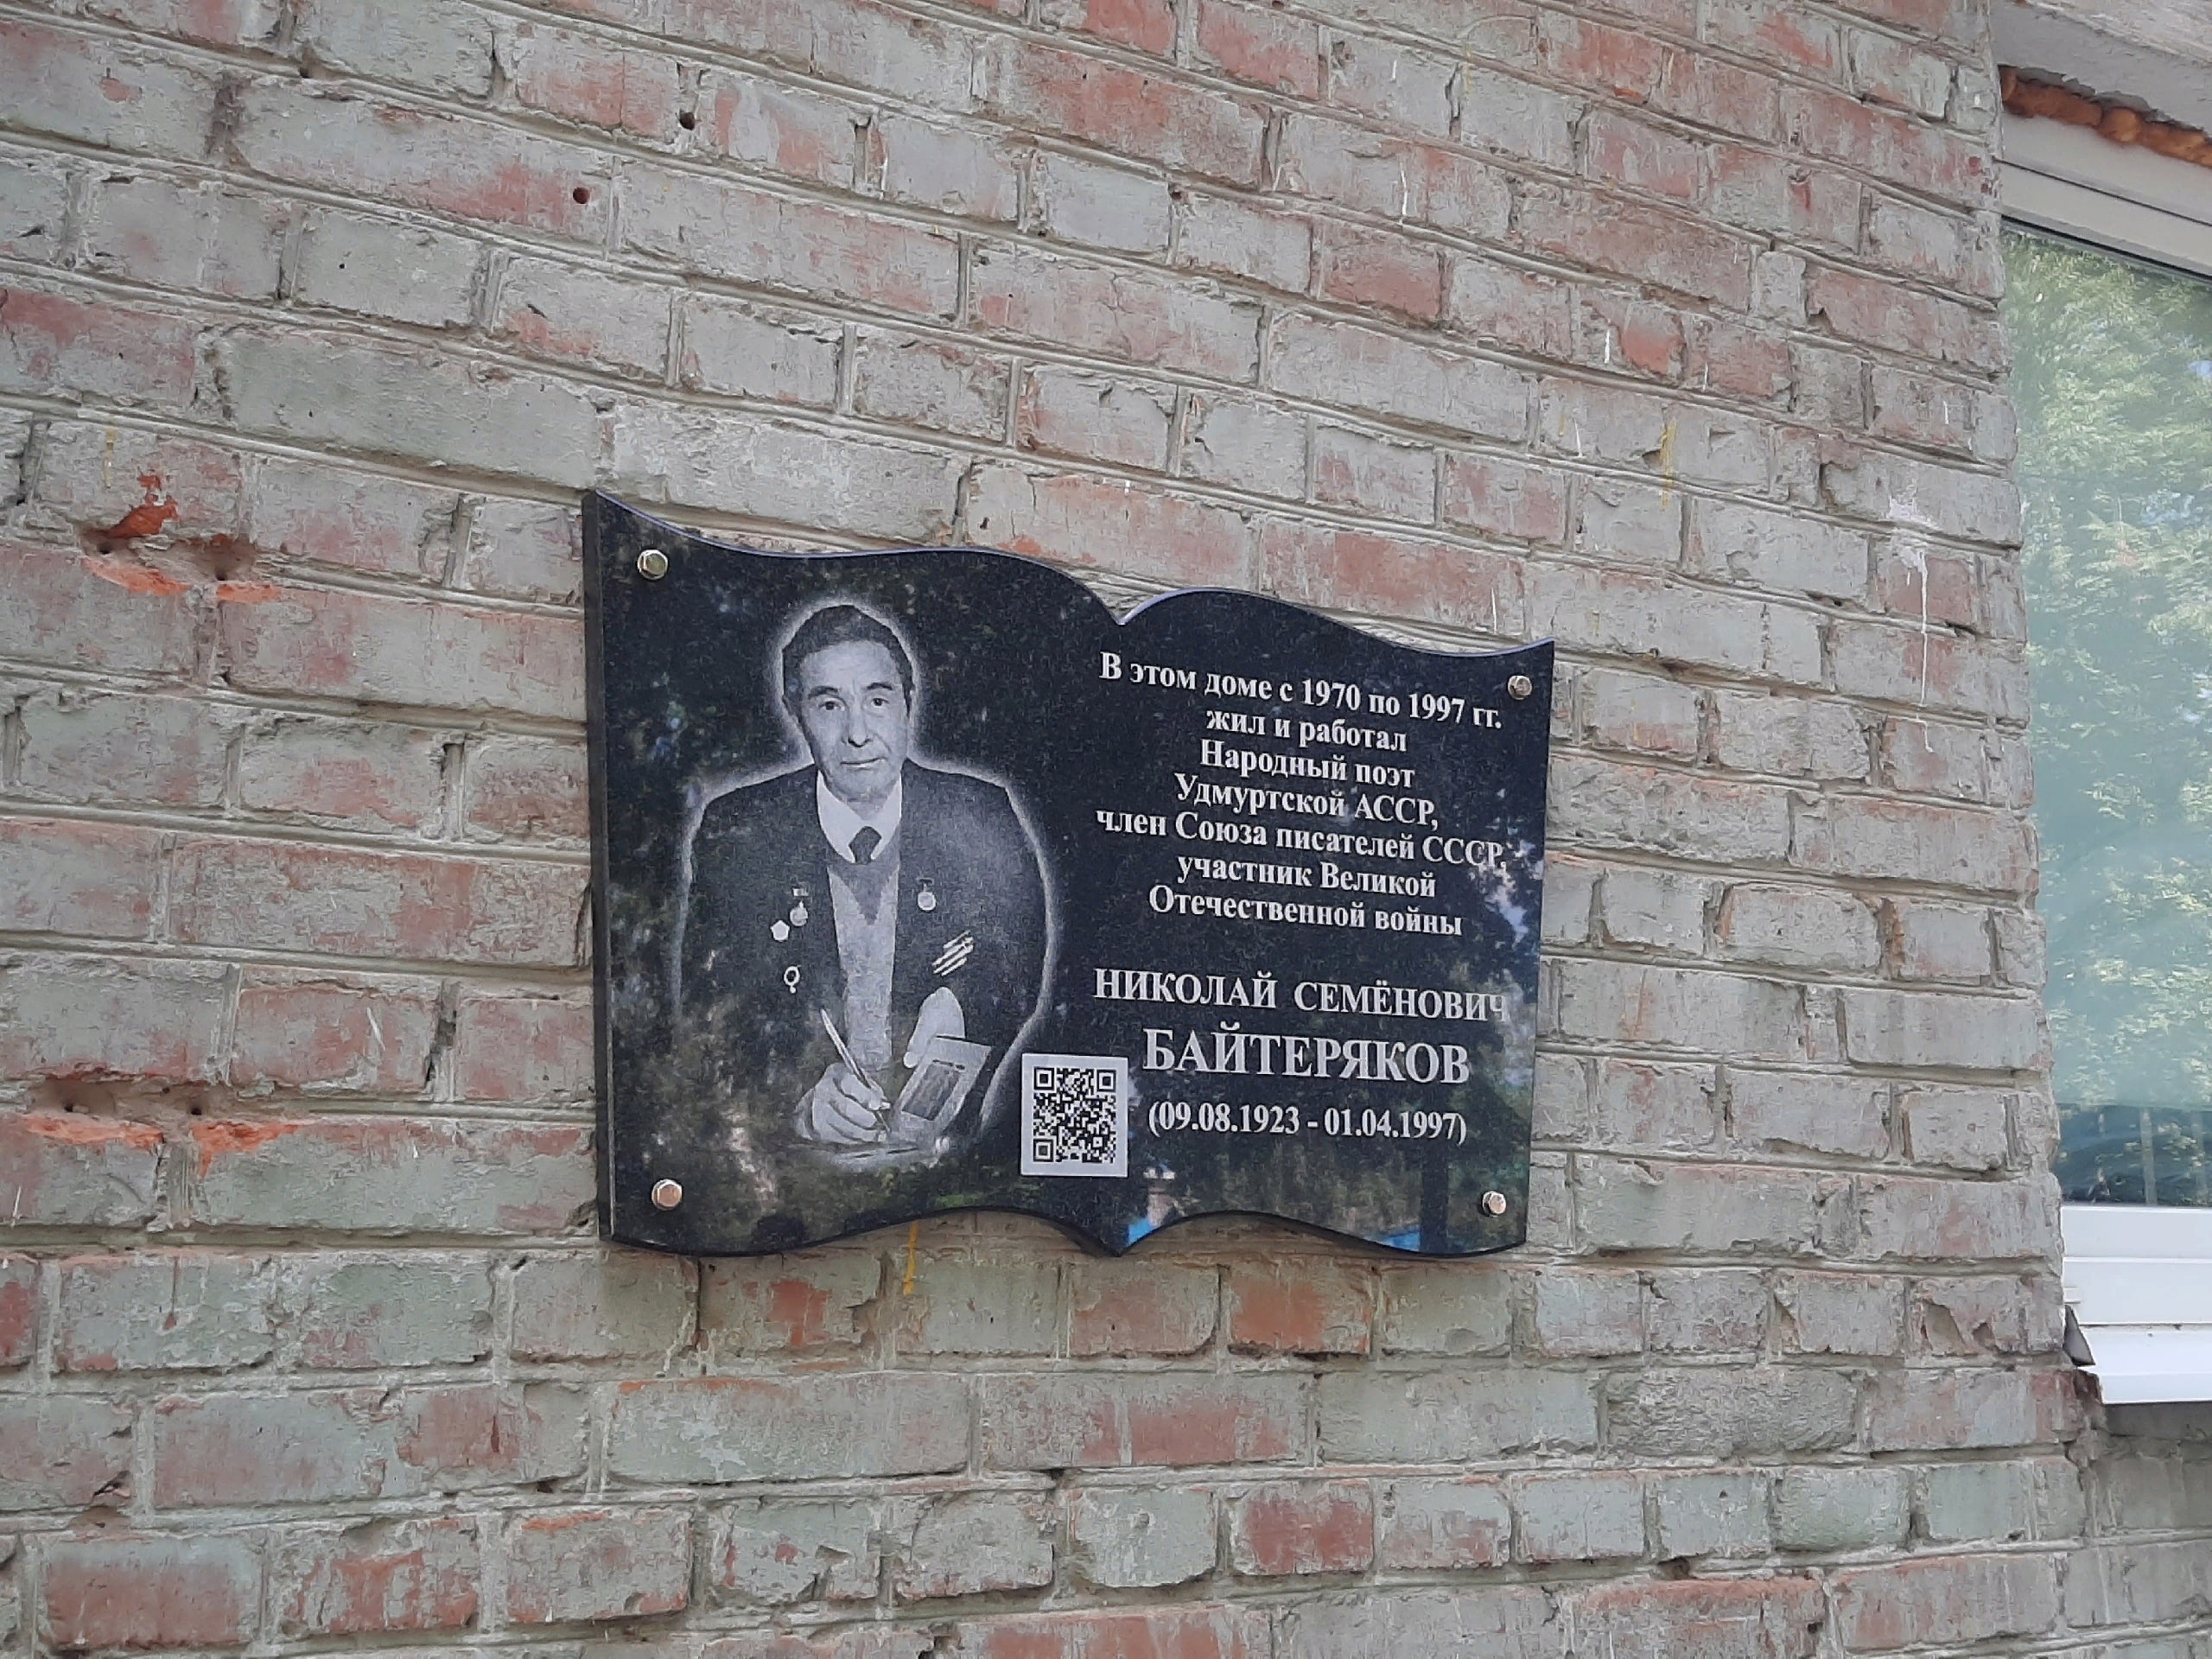 В этом доме с 1970 по 1997 гг.
жил и работал
Народный поэт
Удмуртской АССР,
член Союза писателей СССР,
участник Великой
Отечественной войны
НИКОЛАЙ СЕМЁНОВИЧ
БАЙТЕРЯКОВ
(09.08.1923 - 01.04.1997)